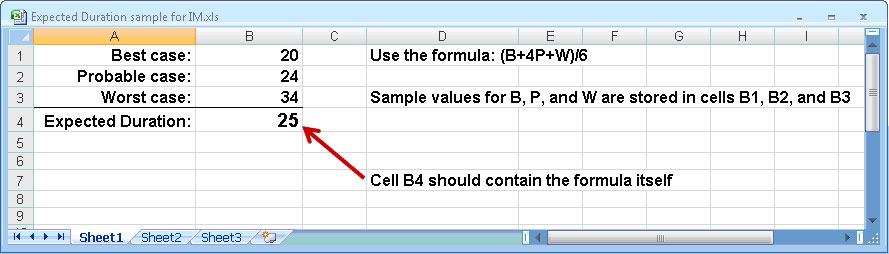 Expected Duration sample for IM.xls
A B C D E F G H I
1 Best case: 20 Use the formula: (B+4P+W)/6
2 Probable case: 24
3 Worst case: 34 Sample values for B, P, and W are stored in cells B1, B2, and B3
4 Expected Duration: 25
5
6
7 Cell B4 should contain the formula itself
8
9
Sheet1 Sheet2 Sheet3